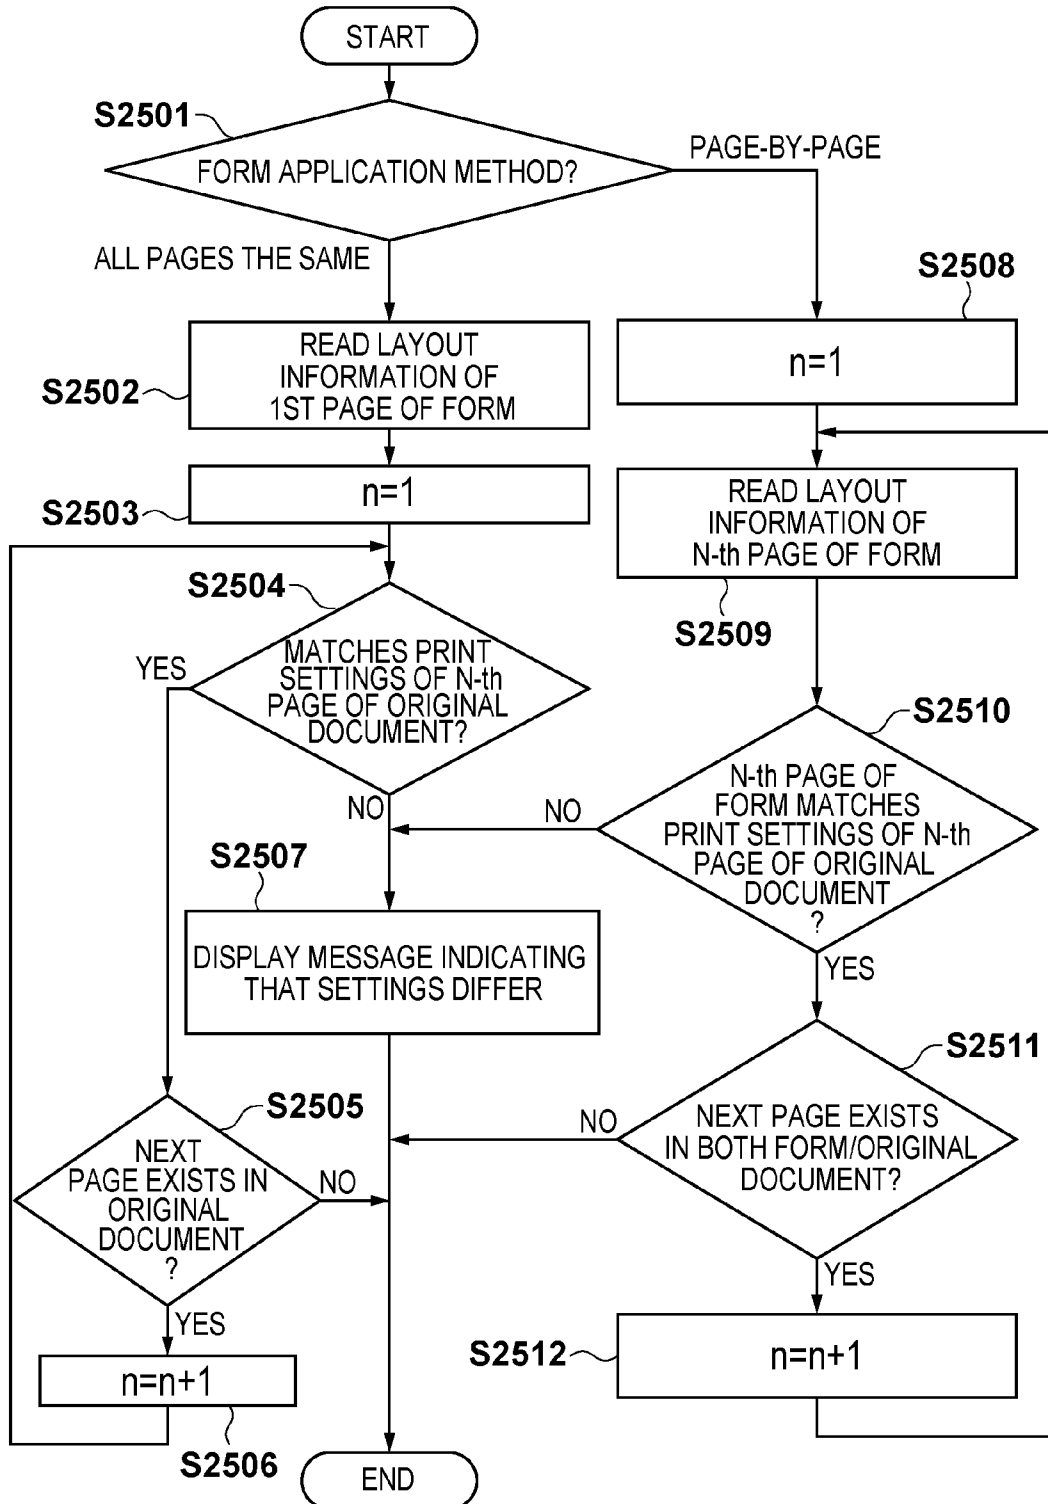 START
S2501
FORM APPLICATION METHOD?
PAGE-BY-PAGE
ALL PAGES THE SAME
S2508
n=1
READ LAYOUT
INFORMATION OF
1ST PAGE OF FORM
S2502
n=1
S2503
READ LAYOUT
INFORMATION OF
N-th PAGE OF FORM
S2509
S2504
MATCHES PRINT
SETTINGS OF N-th
PAGE OF ORIGINAL
DOCUMENT?
YES
NO
S2510
N-th PAGE OF
FORM MATCHES
PRINT SETTINGS OF N-th
PAGE OF ORIGINAL
DOCUMENT
?
NO
YES
S2507
DISPLAY MESSAGE INDICATING
THAT SETTINGS DIFFER
S2511
NEXT PAGE EXISTS
IN BOTH FORM/ORIGINAL
DOCUMENT?
NO
YES
S2505
NEXT
PAGE EXISTS IN
ORIGINAL
DOCUMENT
?
NO
YES
n=n+1
S2506
S2512
n=n+1
END